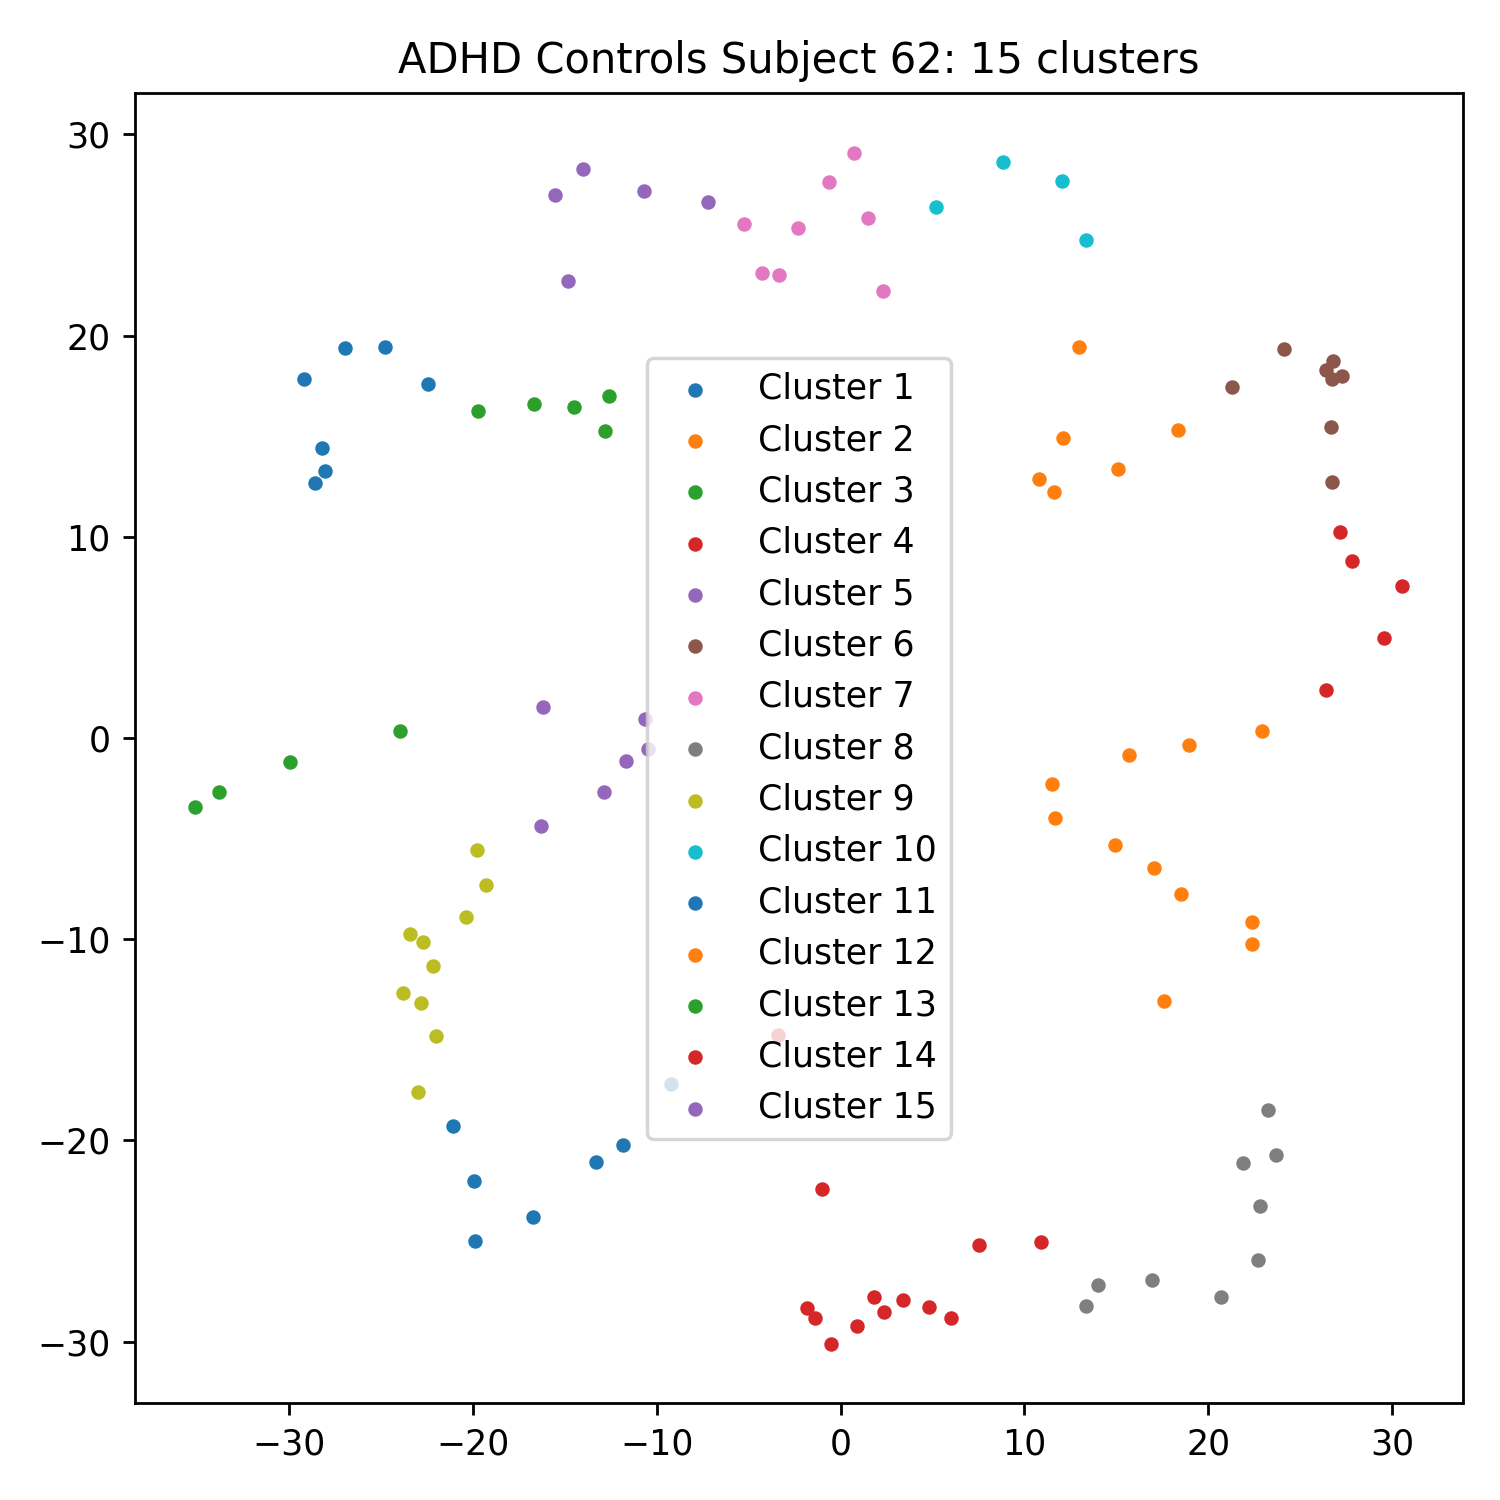 ADHD Controls Subject 62: 15 clusters
30
20
10
0
−10
−20
−30
Cluster 1
Cluster 2
Cluster 3
Cluster 4
Cluster 5
Cluster 6
Cluster 7
Cluster 8
Cluster 9
Cluster 10
Cluster 11
Cluster 12
Cluster 13
Cluster 14
Cluster 15
−30 −20 −10 0 10 20 30